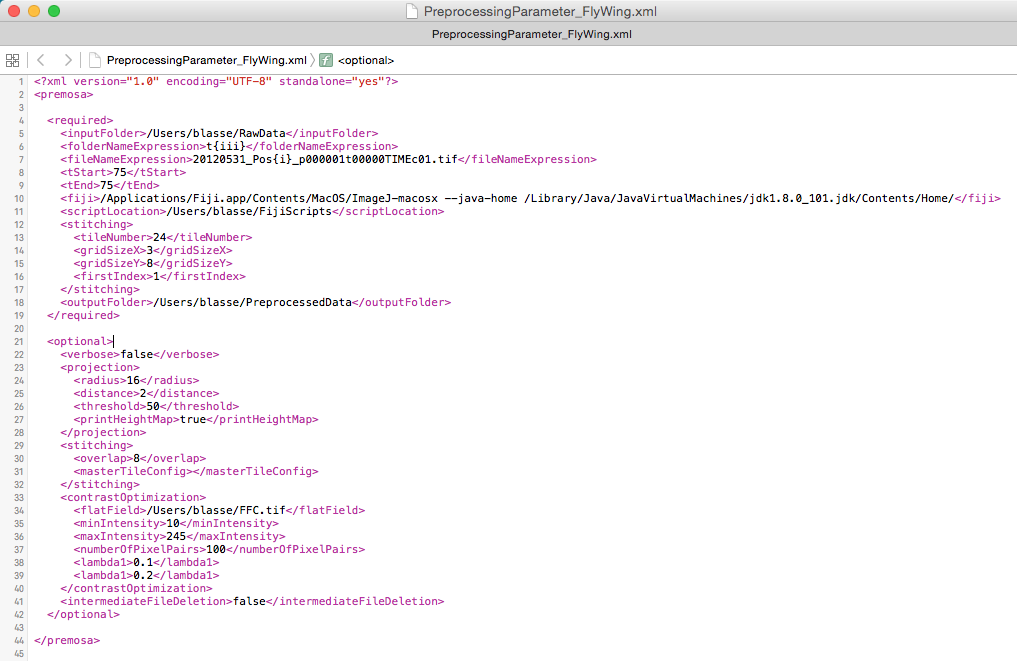 PreprocessingParameter_FlyWing.xml
PreprocessingParameter_FlyWing.xml
PreprocessingParameter_FlyWing.xml f <optional>
1 <?xml version="1.0" encoding="UTF-8" standalone="yes"?>
2 <premosa>
3
4 <required>
5 <inputFolder>/Users/blasse/RawData</inputFolder>
6 <folderNameExpression>t{iii}</folderNameExpression>
7 <fileNameExpression>20120531_Pos{i}_p000001t00000TIMEc01.tif</fileNameExpression>
8 <tStart>75</tStart>
9 <tEnd>75</tEnd>
10 <fiji>/Applications/Fiji.app/Contents/MacOS/ImageJ-macosx --java-home /Library/Java/JavaVirtualMachines/jdk1.8.0_101.jdk/Contents/Home/</fiji>
11 <scriptLocation>/Users/blasse/FijiScripts</scriptLocation>
12 <stitching>
13 <tileNumber>24</tileNumber>
14 <gridSizeX>3</gridSizeX>
15 <gridSizeY>8</gridSizeY>
16 <firstIndex>1</firstIndex>
17 </stitching>
18 <outputFolder>/Users/blasse/PreprocessedData</outputFolder>
19 </required>
20
21 <optional>
22 <verbose>false</verbose>
23 <projection>
24 <radius>16</radius>
25 <distance>2</distance>
26 <threshold>50</threshold>
27 <printHeightMap>true</printHeightMap>
28 </projection>
29 <stitching>
30 <overlap>8</overlap>
31 <masterTileConfig></masterTileConfig>
32 </stitching>
33 <contrastOptimization>
34 <flatField>/Users/blasse/FFC.tif</flatField>
35 <minIntensity>10</minIntensity>
36 <maxIntensity>245</maxIntensity>
37 <numberOfPixelPairs>100</numberOfPixelPairs>
38 <lambda1>0.1</lambda1>
39 <lambda1>0.2</lambda1>
40 </contrastOptimization>
41 <intermediateFileDeletion>false</intermediateFileDeletion>
42 </optional>
43
44 </premosa>
45